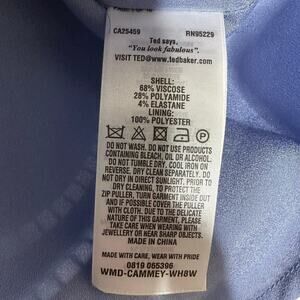 CA25459 RN95229
Ted says,
"You look fabulous".
VISIT TED@www.tedbaker.com
SHELL:
68% VISCOSE
28% POLYAMIDE
4% ELASTANE
LINING:
100% POLYESTER
DO NOT WASH. DO NOT USE PRODUCTS
CONTAINING BLEACH, OIL OR ALCOHOL.
DO NOT TUMBLE DRY. COOL IRON ON
REVERSE. DRY CLEAN SEPARATELY. DO
NOT DRY IN DIRECT SUNLIGHT. PRIOR TO
DRY CLEANING, TO PROTECT THE
ZIP PULLER, TURN GARMENT INSIDE OUT
AND IF POSSIBLE COVER THE PULLER
WITH CLOTH. DUE TO THE DELICATE
NATURE OF THIS GARMENT, PLEASE
TAKE CARE WHEN WEARING WITH
JEWELLERY OR NEAR SHARP OBJECTS.
MADE WITH CARE, WEAR WITH PRIDE
0819 065396
WMD-CAMMEY-WH8W